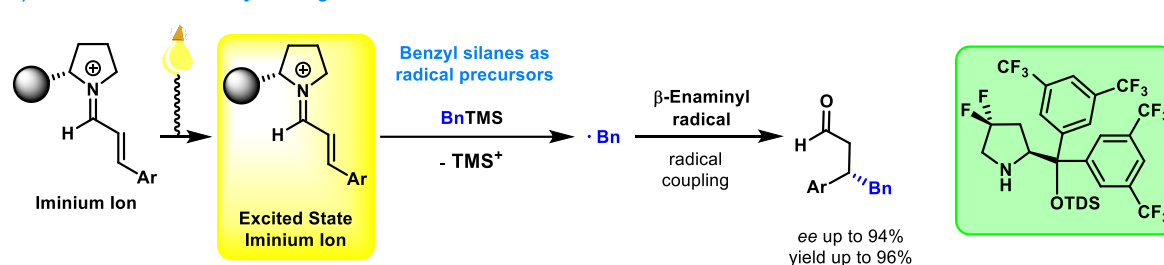 H
N
+
Ar
Iminium Ion
H
N
+
Ar
Excited State
Iminium Ion
Benzyl silanes as
radical precursors
BnTMS
- TMS+
· Bn
β-Enaminyl
radical
radical
coupling
O
H
Ar
Bn
ee up to 94%
yield up to 96%
CF3
CF3
F
F
CF3
N
H
OTDS
CF3